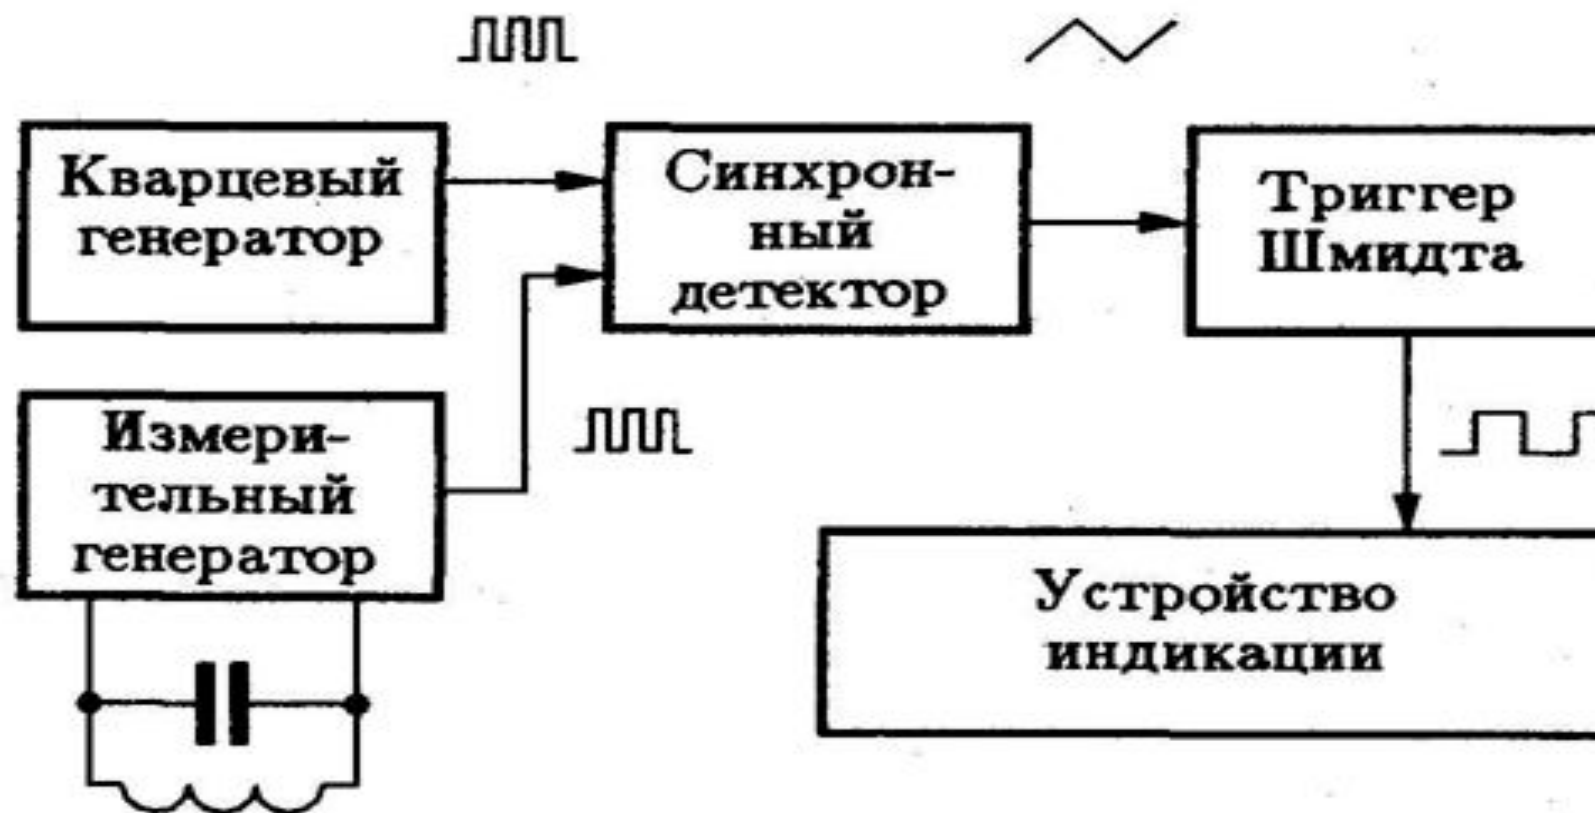 Кварцевый
генератор
Синхрон-
ный
детектор
Триггер
Шмидта
Измери-
тельный
генератор
Устройство
индикации